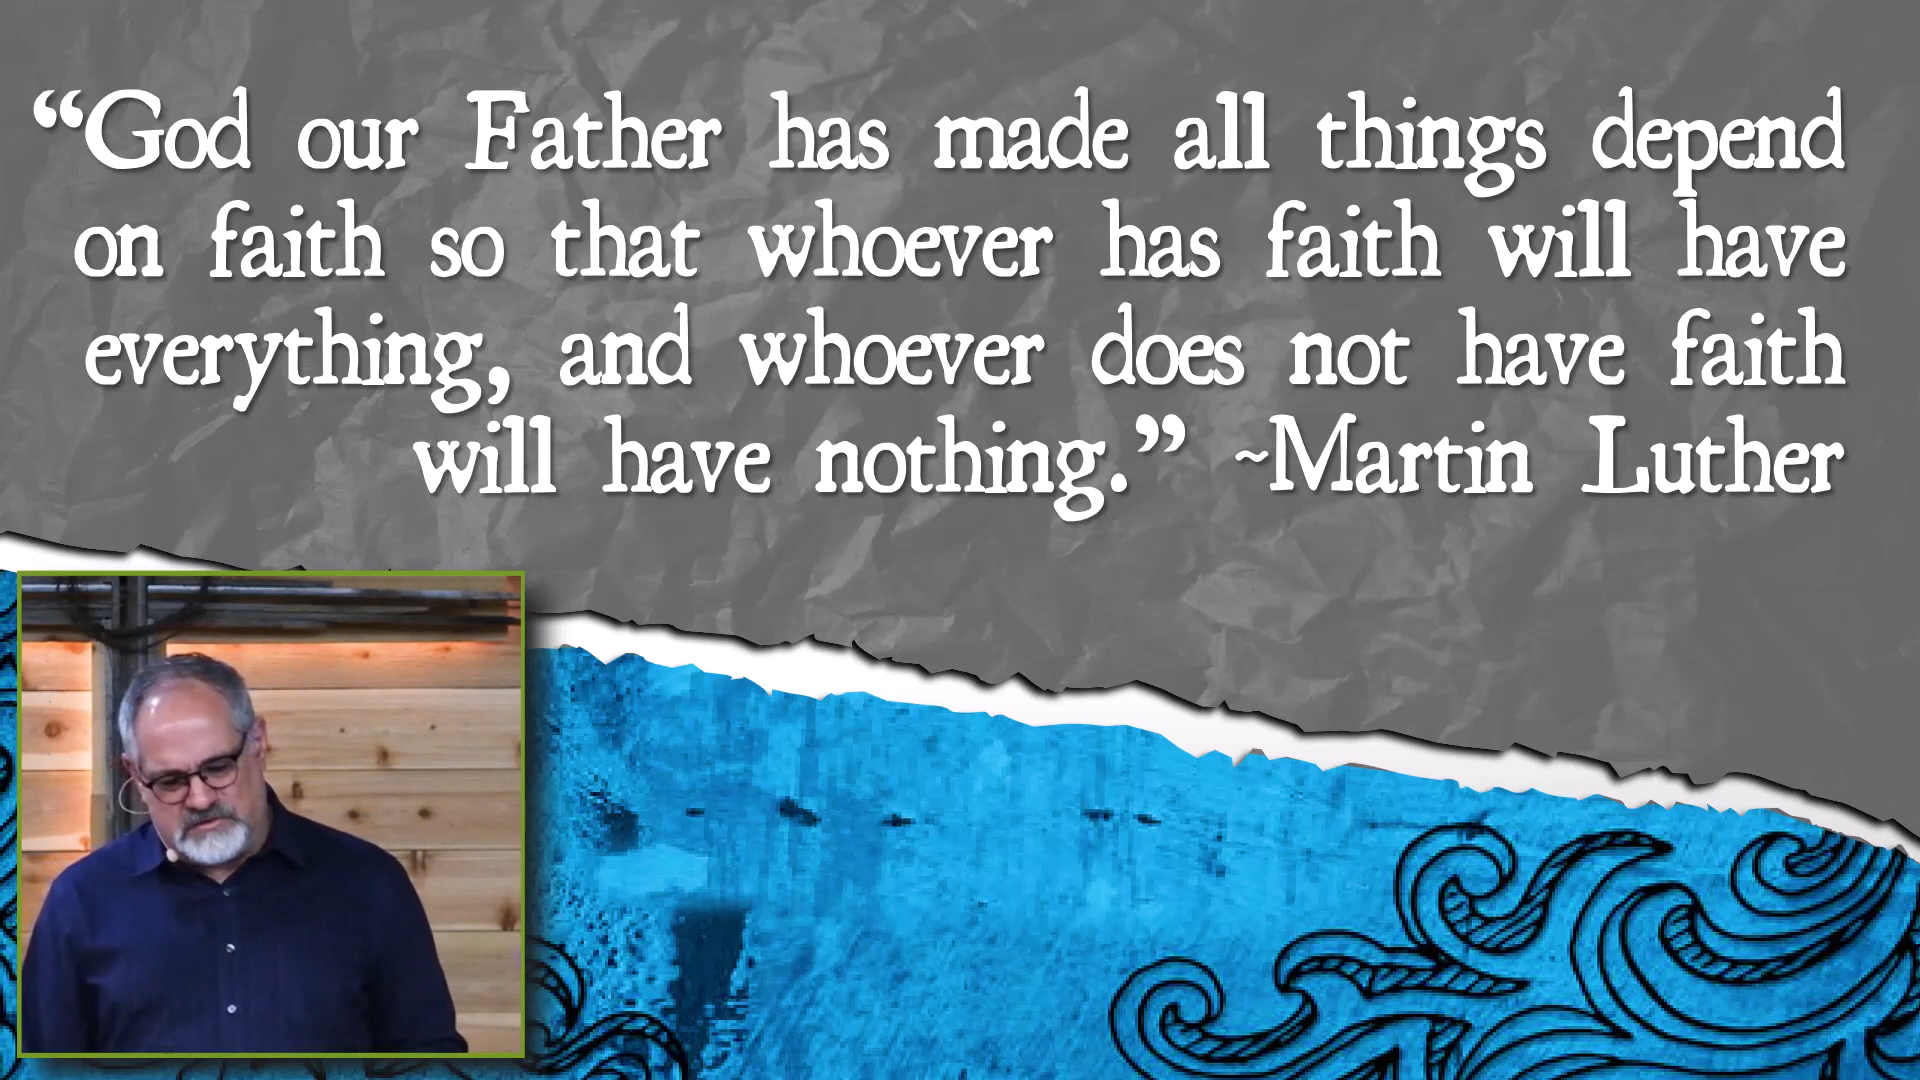 “God our Father has made all things depend
on faith so that whoever has faith will have
everything, and whoever does not have faith
will have nothing.” ~Martin Luther